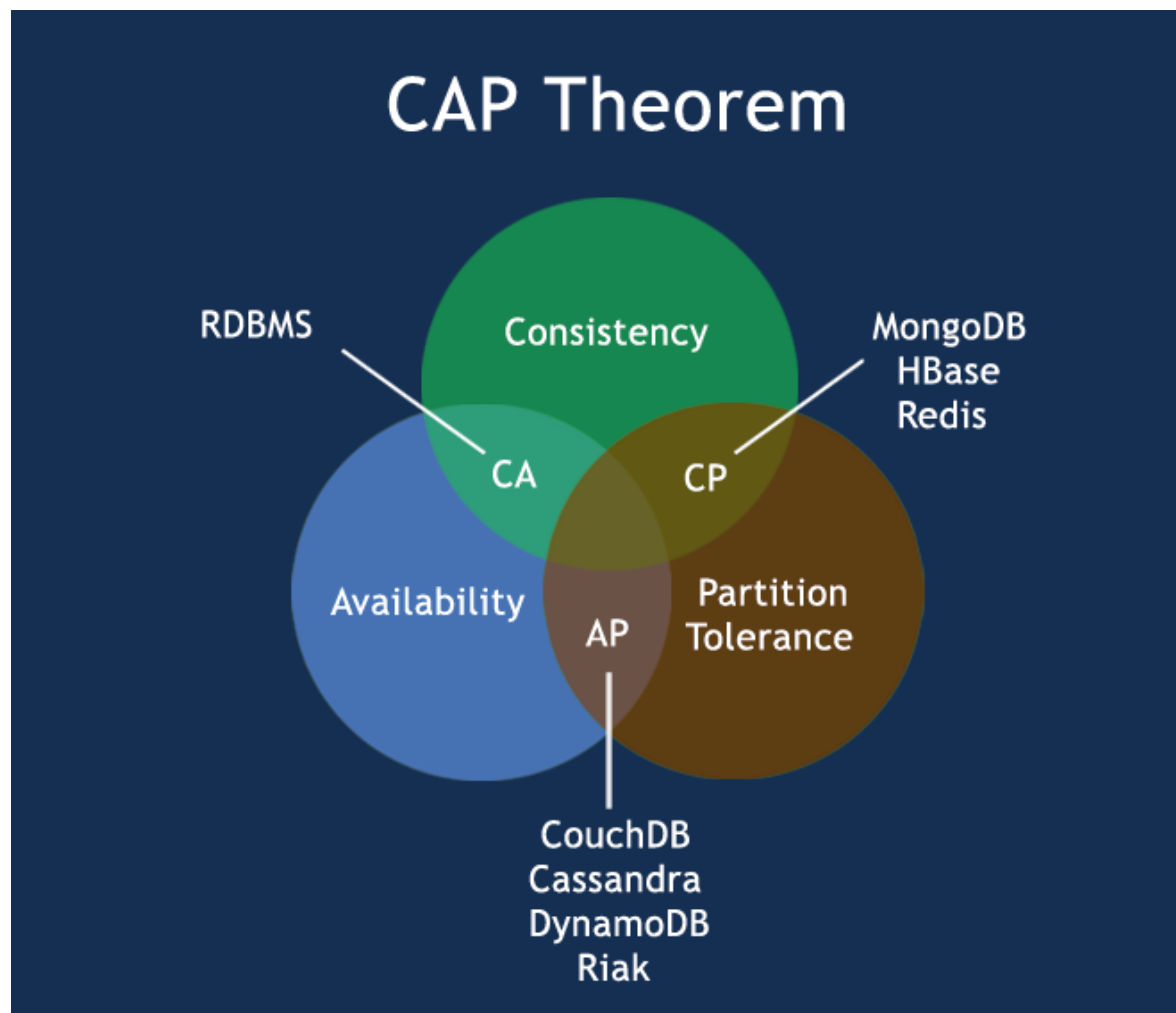 CAP Theorem
Consistency
RDBMS
MongoDB
HBase
Redis
CA
CP
Availability
Partition
Tolerance
AP
CouchDB
Cassandra
DynamoDB
Riak